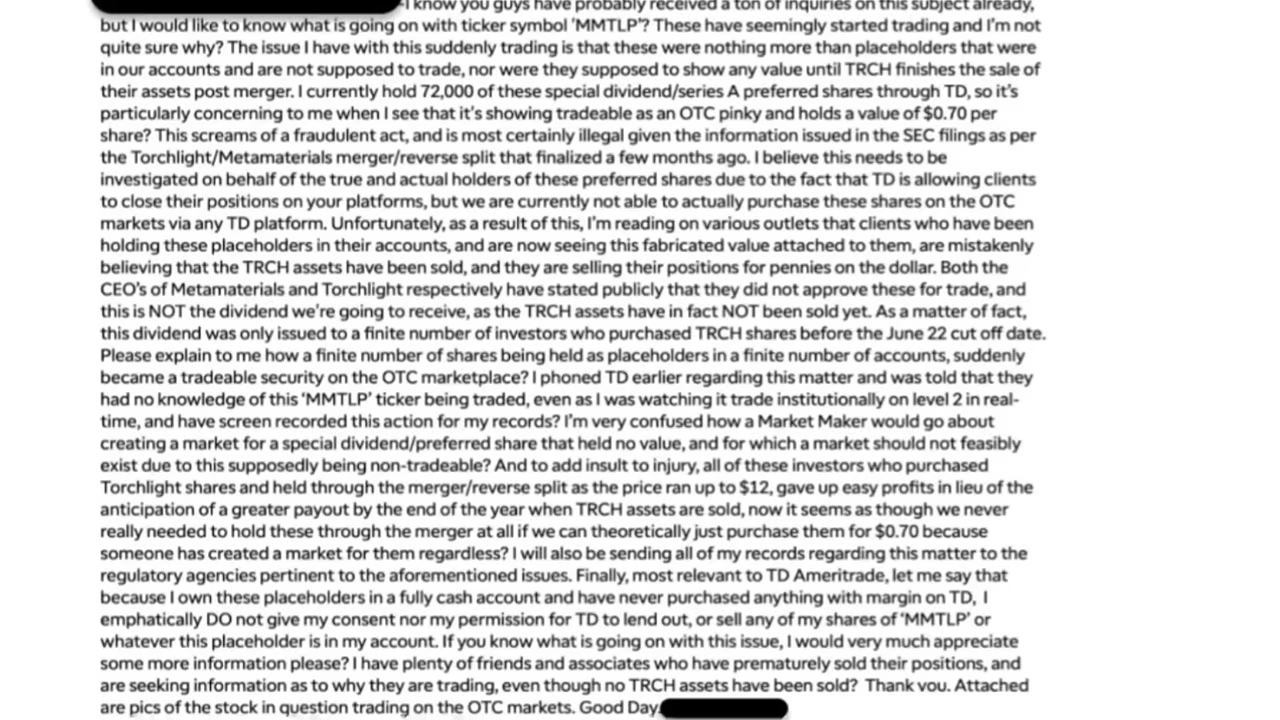 I know you guys have probably received a ton of inquiries on this subject already,
but I would like to know what is going on with ticker symbol 'MMTLP'? These have seemingly started trading and I'm not
quite sure why? The issue I have with this suddenly trading is that these were nothing more than placeholders that were
in our accounts and are not supposed to trade, nor were they supposed to show any value until TRCH finishes the sale of
their assets post merger. I currently hold 72,000 of these special dividend/series A preferred shares through TD, so it's
particularly concerning to me when I see that it's showing tradeable as an OTC pinky and holds a value of $0.70 per
share? This screams of a fraudulent act, and is most certainly illegal given the information issued in the SEC filings as per
the Torchlight/Metamaterials merger/reverse split that finalized a few months ago. I believe this needs to be
investigated on behalf of the true and actual holders of these preferred shares due to the fact that TD is allowing clients
to close their positions on your platforms, but we are currently not able to actually purchase these shares on the OTC
markets via any TD platform. Unfortunately, as a result of this, I'm reading on various outlets that clients who have been
holding these placeholders in their accounts, and are now seeing this fabricated value attached to them, are mistakenly
believing that the TRCH assets have been sold, and they are selling their positions for pennies on the dollar. Both the
CEO's of Metamaterials and Torchlight respectively have stated publicly that they did not approve these for trade, and
this is NOT the dividend we're going to receive, as the TRCH assets have in fact NOT been sold yet. As a matter of fact,
this dividend was only issued to a finite number of investors who purchased TRCH shares before the June 22 cut off date.
Please explain to me how a finite number of shares being held as placeholders in a finite number of accounts, suddenly
became a tradeable security on the OTC marketplace? I phoned TD earlier regarding this matter and was told that they
had no knowledge of this 'MMTLP' ticker being traded, even as I was watching it trade institutionally on level 2 in real-
time, and have screen recorded this action for my records? I'm very confused how a Market Maker would go about
creating a market for a special dividend/preferred share that held no value, and for which a market should not feasibly
exist due to this supposedly being non-tradeable? And to add insult to injury, all of these investors who purchased
Torchlight shares and held through the merger/reverse split as the price ran up to $12, gave up easy profits in lieu of the
anticipation of a greater payout by the end of the year when TRCH assets are sold, now it seems as though we never
really needed to hold these through the merger at all if we can theoretically just purchase them for $0.70 because
someone has created a market for them regardless? I will also be sending all of my records regarding this matter to the
regulatory agencies pertinent to the aforementioned issues. Finally, most relevant to TD Ameritrade, let me say that
because I own these placeholders in a fully cash account and have never purchased anything with margin on TD, I
emphatically DO not give my consent nor my permission for TD to lend out, or sell any of my shares of 'MMTLP' or
whatever this placeholder is in my account. If you know what is going on with this issue, I would very much appreciate
some more information please? I have plenty of friends and associates who have prematurely sold their positions, and
are seeking information as to why they are trading, even though no TRCH assets have been sold? Thank you. Attached
are pics of the stock in question trading on the OTC markets. Good Day